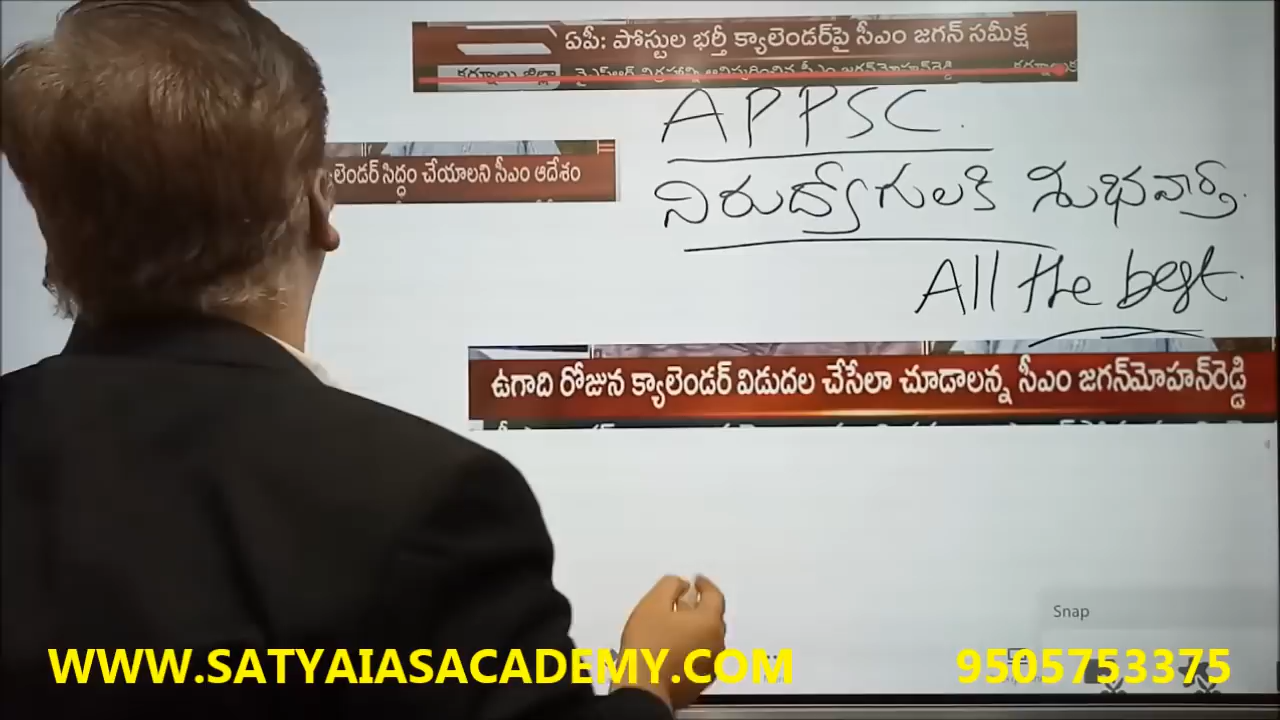 ఏపీ: పోస్టుల భర్తీ క్యాలెండర్‌పై సీఎం జగన్ సమీక్ష
కర్నూలు జిల్లా
APPSC.
లెండర్ సిద్ధం చేయాలని సీఎం ఆదేశం
నిరుద్యోగులకి శుభవార్త.
All the best.
ఉగాది రోజున క్యాలెండర్ విడుదల చేసేలా చూడాలన్న సీఎం జగన్‌మోహన్‌రెడ్డి
Snap
WWW.SATYAIASACADEMY.COM 9505753375